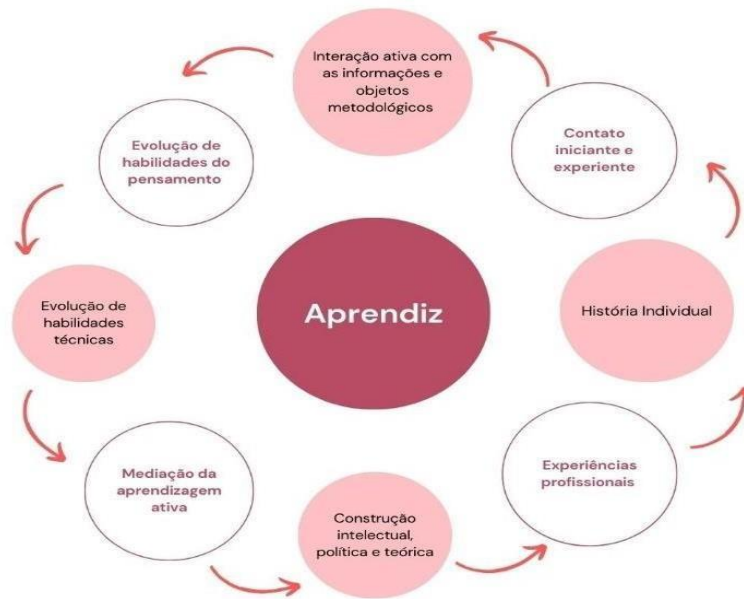 Interação ativa com
as informações e
objetos
metodológicos
Evolução de
habilidades do
pensamento
Contato
iniciante e
experiente
Evolução de
habilidades
técnicas
Aprendiz
História Individual
Mediação da
aprendizagem
ativa
Construção
intelectual,
política e teórica
Experiências
profissionais